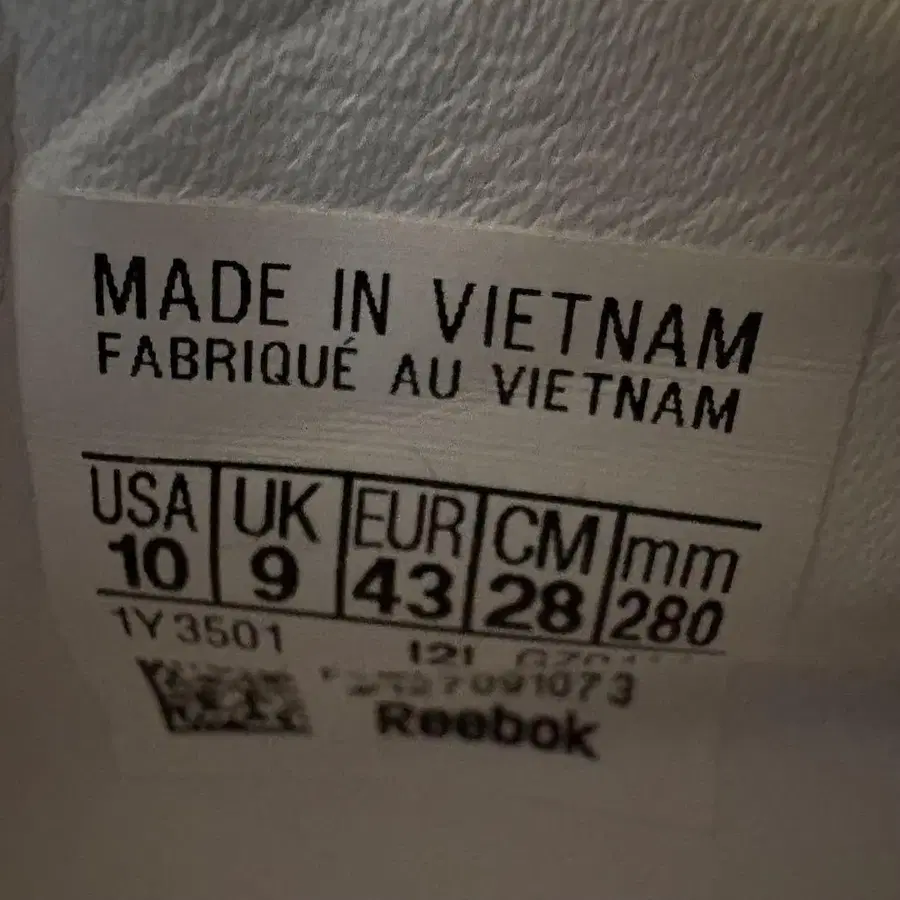 MADE IN VIETNAM
FABRIQUÉ AU VIETNAM
USA UK EUR CM mm
10 9 43 28 280
1Y3501
Reebok